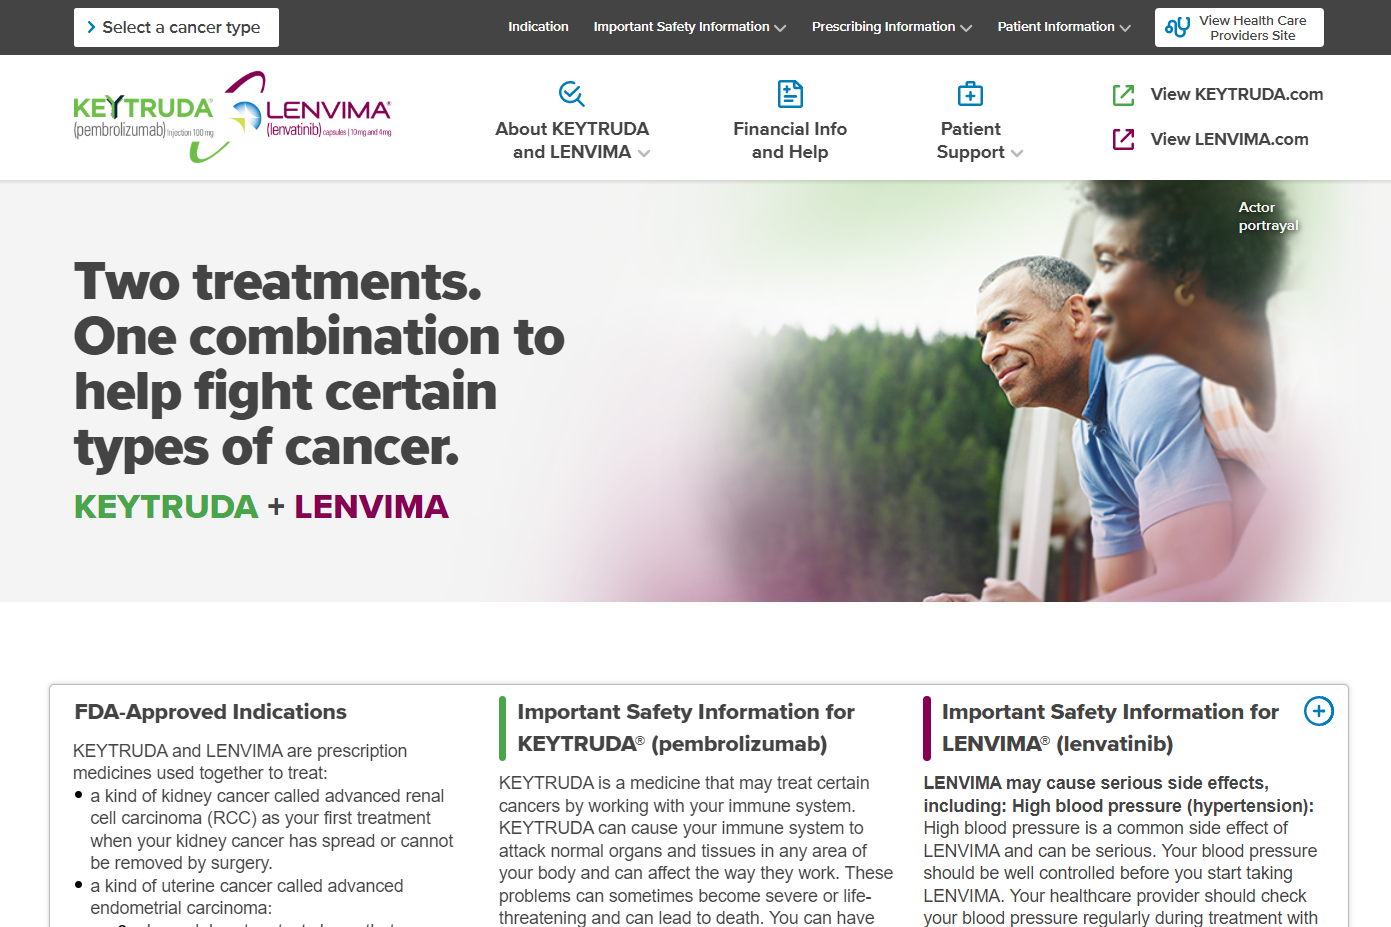 Select a cancer type
Indication
Important Safety Information
Prescribing Information
Patient Information
View Health Care
Providers Site
KEYTRUDA®
(pembrolizumab) Injection 100 mg
LENVIMA®
(lenvatinib) capsules | 10mg and 4mg
About KEYTRUDA
and LENVIMA
Financial Info
and Help
Patient
Support
View KEYTRUDA.com
View LENVIMA.com
Actor
portrayal
Two treatments.
One combination to
help fight certain
types of cancer.
KEYTRUDA + LENVIMA
FDA-Approved Indications
KEYTRUDA and LENVIMA are prescription
medicines used together to treat:
• a kind of kidney cancer called advanced renal
cell carcinoma (RCC) as your first treatment
when your kidney cancer has spread or cannot
be removed by surgery.
• a kind of uterine cancer called advanced
endometrial carcinoma:
Important Safety Information for
KEYTRUDA® (pembrolizumab)
KEYTRUDA is a medicine that may treat certain
cancers by working with your immune system.
KEYTRUDA can cause your immune system to
attack normal organs and tissues in any area of
your body and can affect the way they work. These
problems can sometimes become severe or life-
threatening and can lead to death. You can have
Important Safety Information for
LENVIMA® (lenvatinib)
LENVIMA may cause serious side effects,
including: High blood pressure (hypertension):
High blood pressure is a common side effect of
LENVIMA and can be serious. Your blood pressure
should be well controlled before you start taking
LENVIMA. Your healthcare provider should check
your blood pressure regularly during treatment with